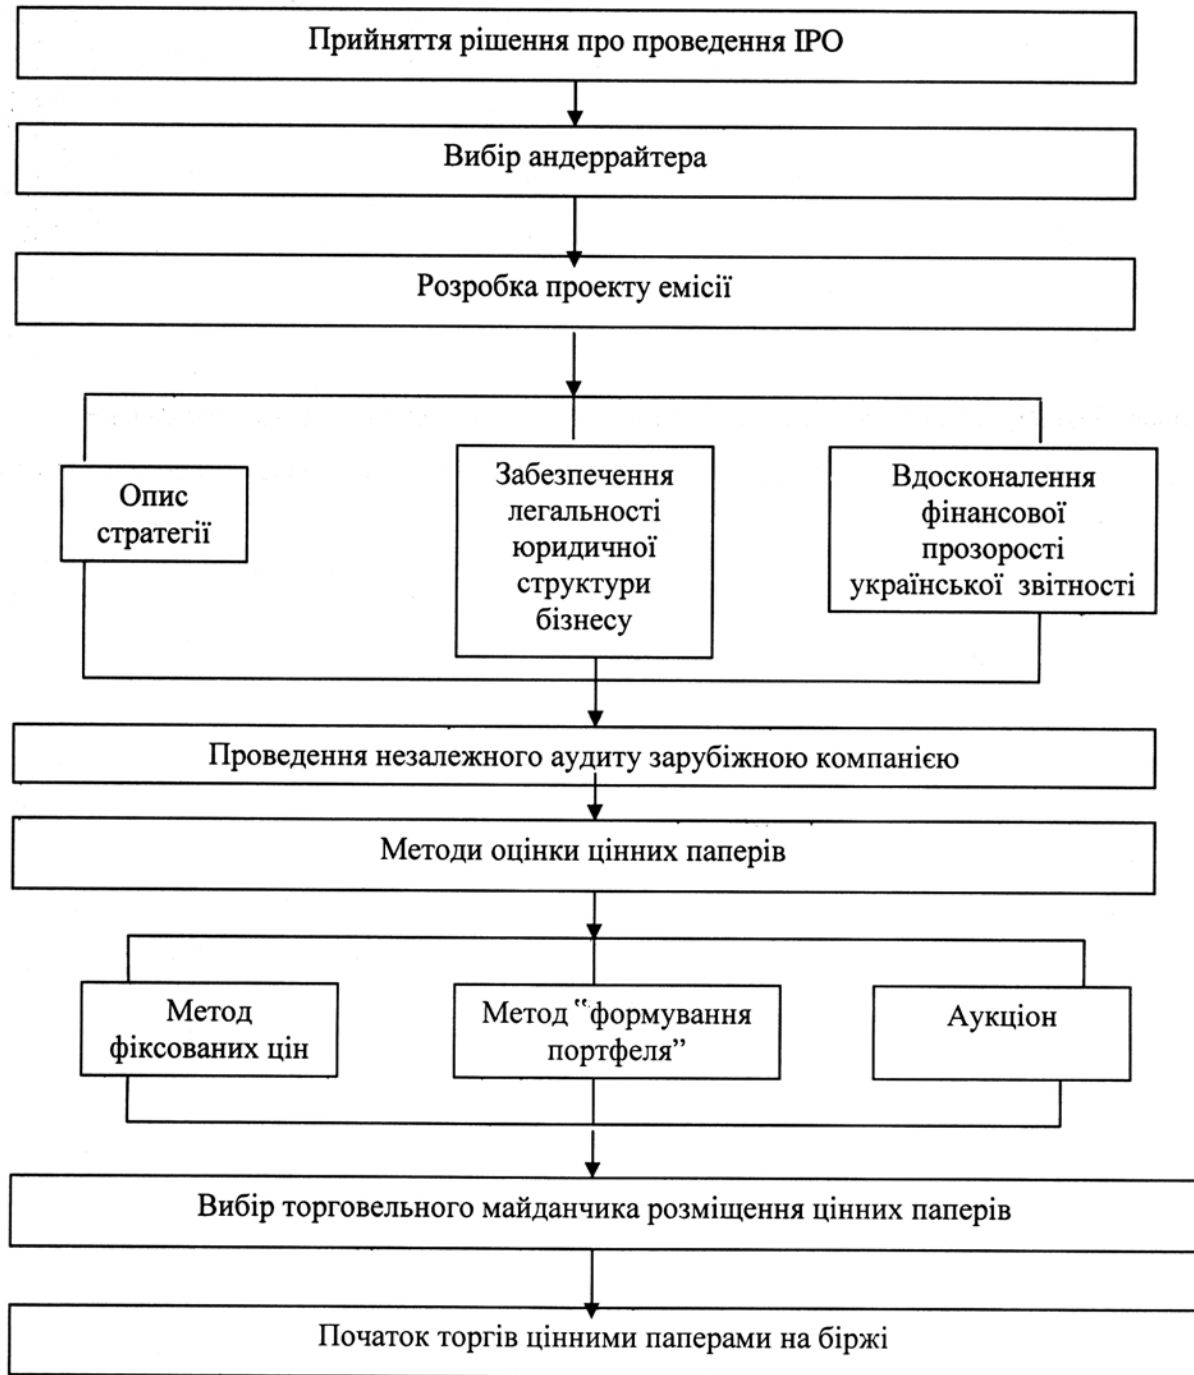 Прийняття рішення про проведення ІРО
Вибір андеррайтера
Розробка проекту емісії
Опис
стратегії
Забезпечення
легальності
юридичної
структури
бізнесу
Вдосконалення
фінансової
прозорості
української звітності
Проведення незалежного аудиту зарубіжною компанією
Методи оцінки цінних паперів
Метод
фіксованих цін
Метод “формування
портфеля”
Аукціон
Вибір торговельного майданчика розміщення цінних паперів
Початок торгів цінними паперами на біржі